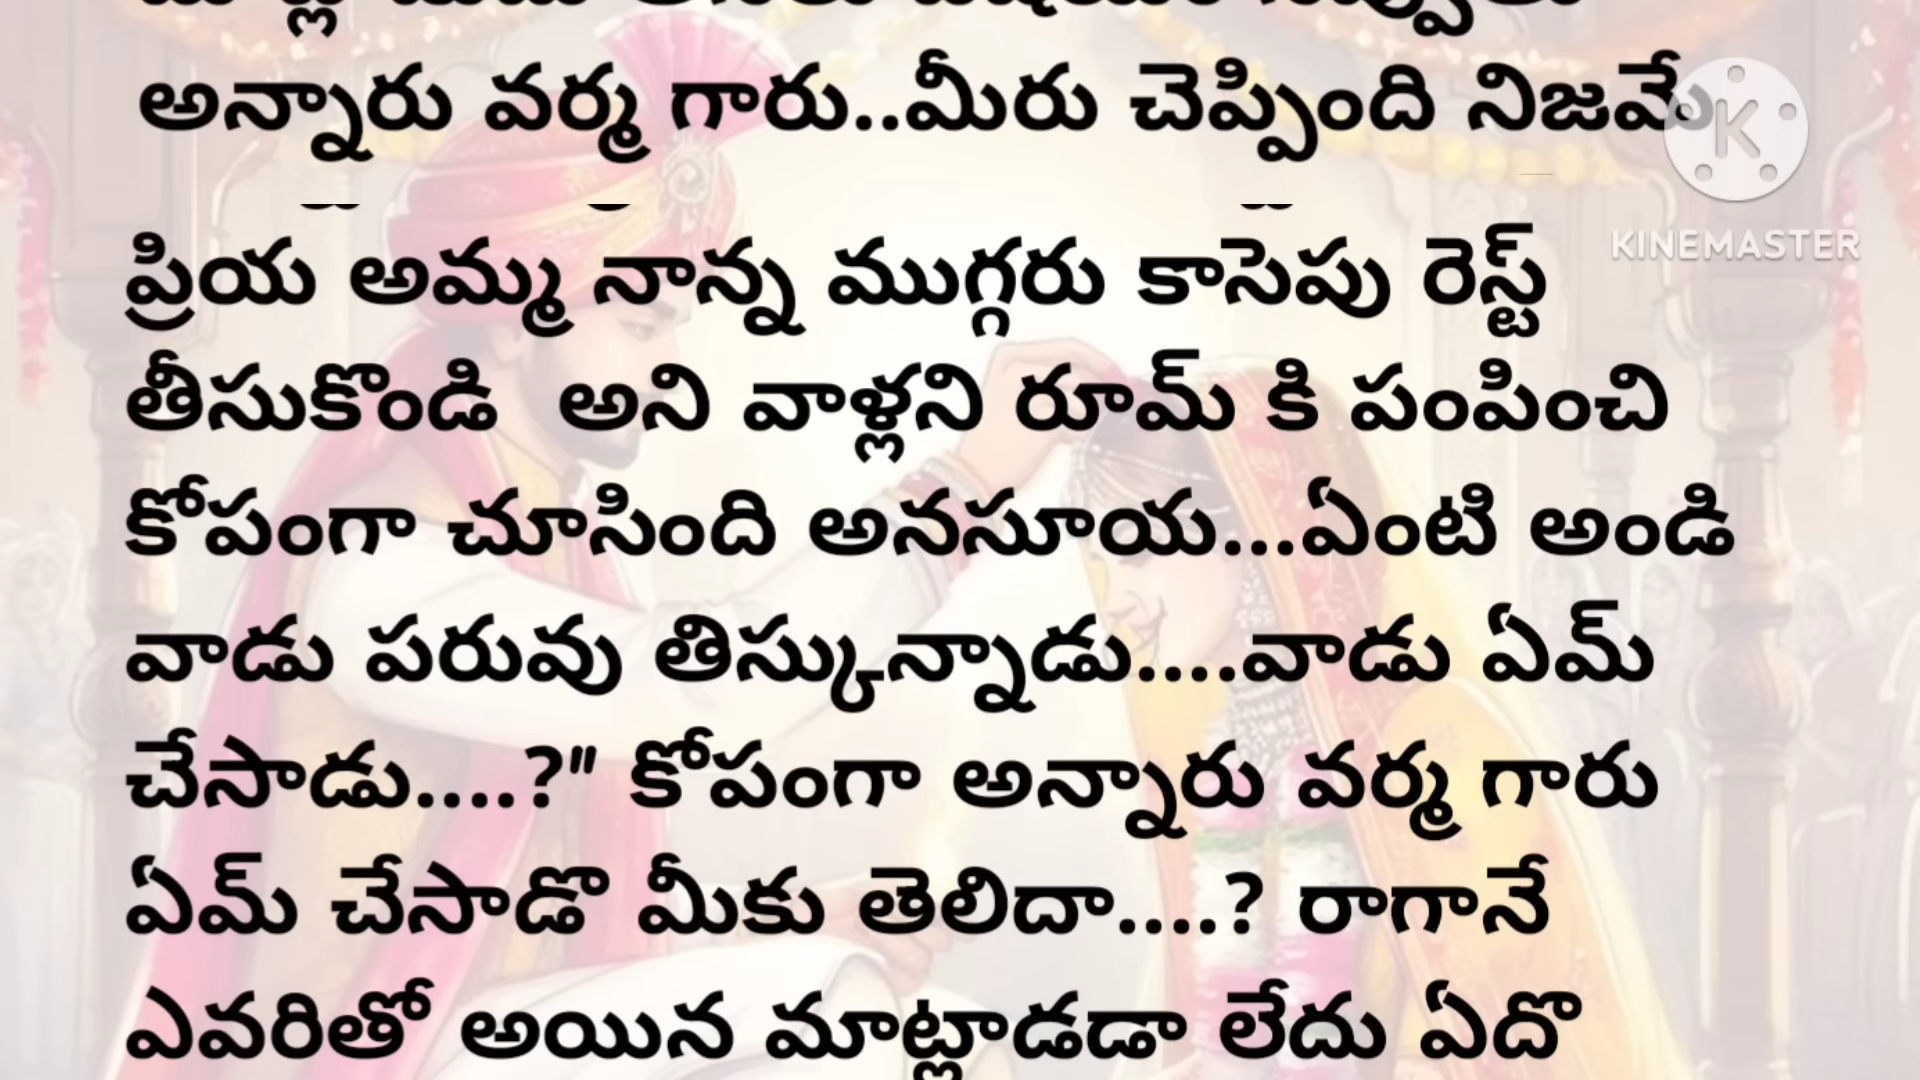 అన్నారు వర్మ గారు..మీరు చెప్పింది నిజమే
KINEMASTER
ప్రియ అమ్మ నాన్న ముగ్గరు కాసెపు రెస్ట్
తీసుకొండి అని వాళ్లని రూమ్ కి పంపించి
కోపంగా చూసింది అనసూయ...ఏంటి అండి
వాడు పరువు తిస్కున్నాడు....వాడు ఏమ్
చేసాడు....?" కోపంగా అన్నారు వర్మ గారు
ఏమ్ చేసాడొ మీకు తెలిదా....? రాగానే
ఎవరితో అయిన మాట్లాడడా లేదు ఏదొ